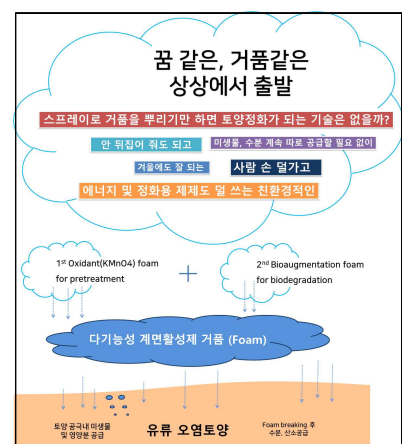 꿈 같은, 거품같은
상상에서 출발
스프레이로 거품을 뿌리기만 하면 토양정화가 되는 기술은 없을까?
안 뒤집어 줘도 되고
미생물, 수분 계속 따로 공급할 필요 없이
겨울에도 잘 되는
사람 손 덜가고
에너지 및 정화용 제제도 덜 쓰는 친환경적인
1st Oxidant(KMnO4) foam
for pretreatment
+
2nd Bioaugmentation foam
for biodegradation
다기능성 계면활성제 거품 (Foam)
토양 공극내 미생물
및 영양분 공급
유류 오염토양
Foam breaking 후
수분, 산소공급